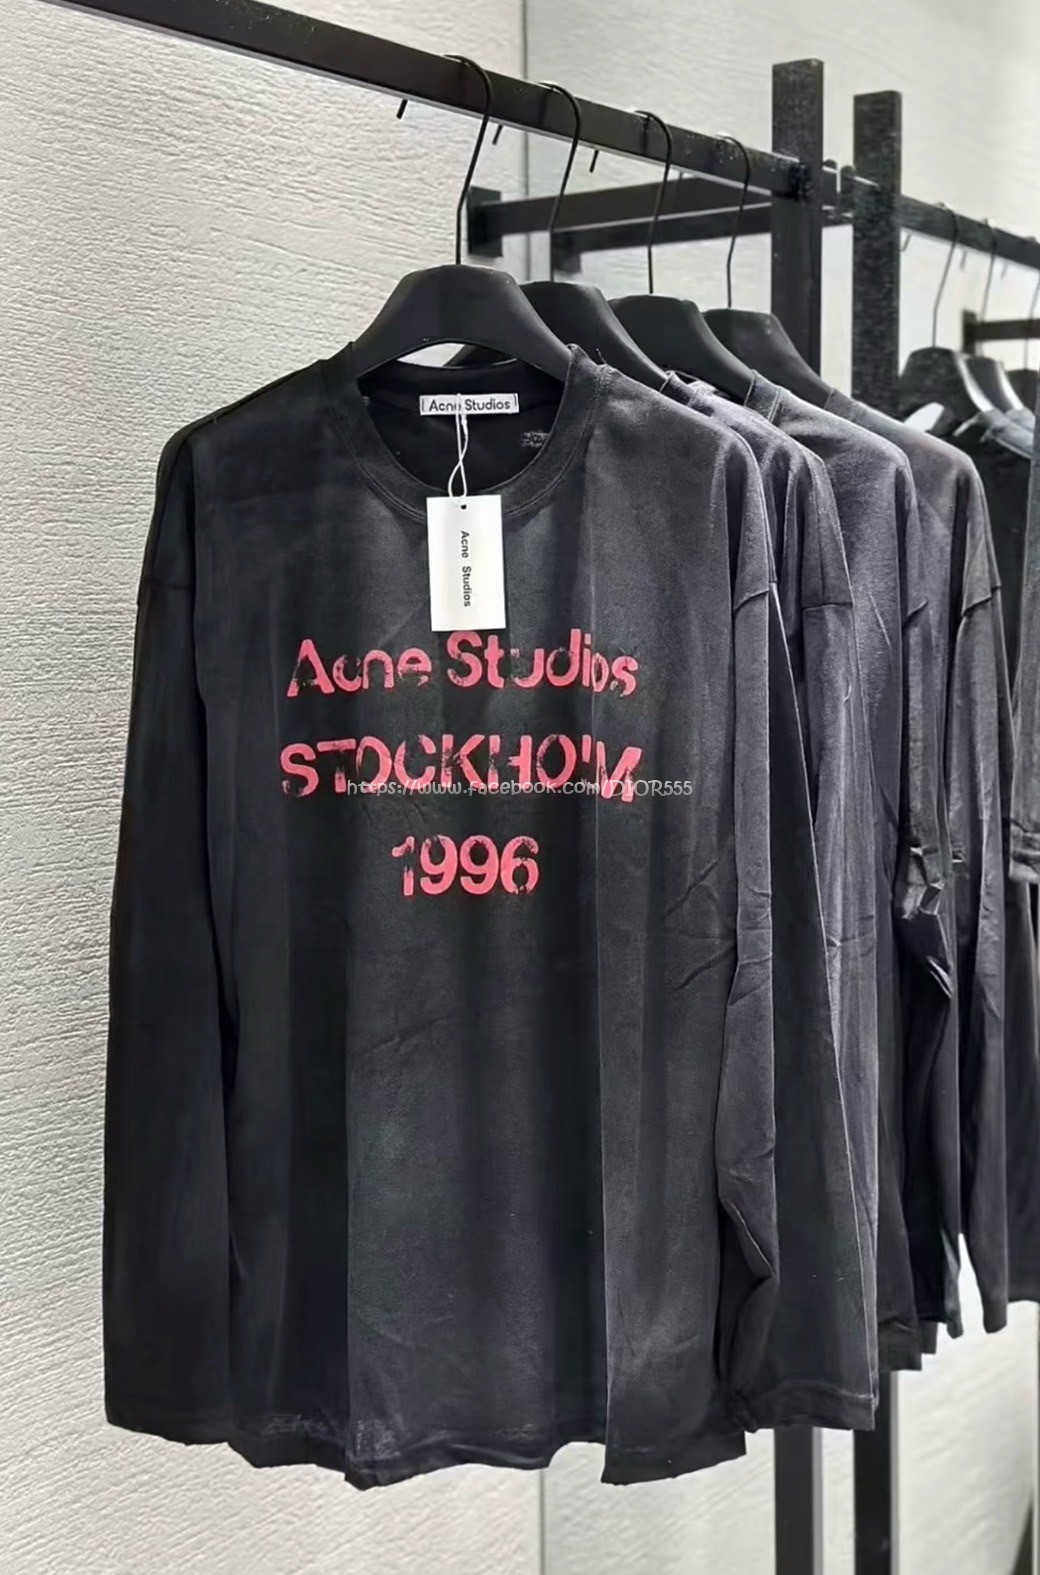 Acne Studios
Acne Studios
Acne Studios
STOCKHO'M
https://www.facebook.com/DIOR555
1996